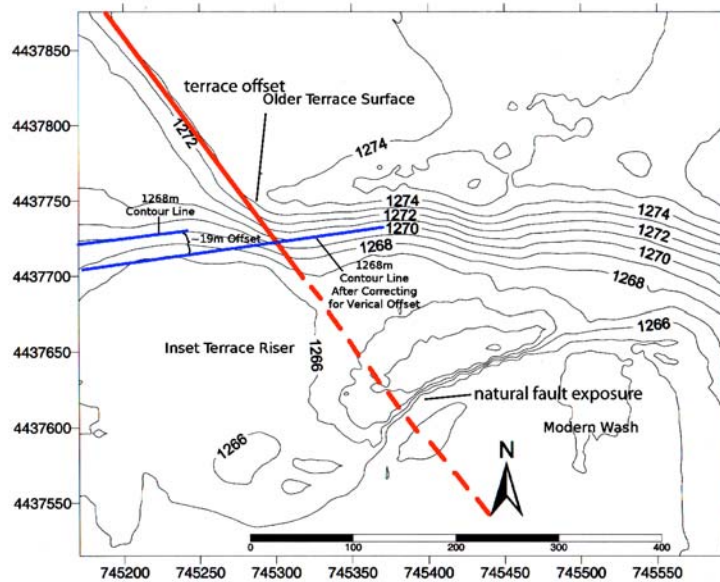 4437850
4437800
4437750
4437700
4437650
4437600
4437550
terrace offset
Older Terrace Surface
1272
1274
1274
1272
1270
1268
1274
1272
1270
1268
1266
1268m
Contour Line
~19m Offset
1268m
Contour Line
After Correcting
for Verical Offset
Inset Terrace Riser
1266
natural fault exposure
Modern Wash
1266
N
0 100 200 300 400
745200 745250 745300 745350 745400 745450 745500 745550